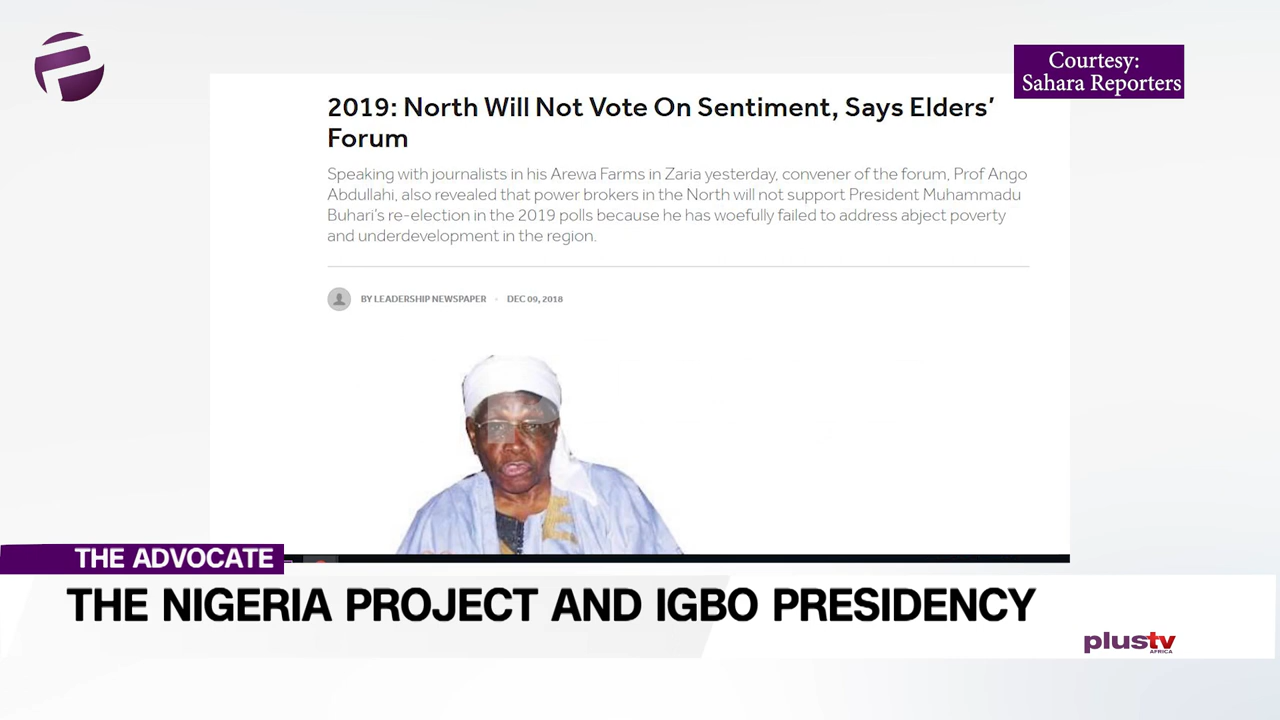 Courtesy:
Sahara Reporters
2019: North Will Not Vote On Sentiment, Says Elders’
Forum
Speaking with journalists in his Arewa Farms in Zaria yesterday, convener of the forum, Prof Ango
Abdullahi, also revealed that power brokers in the North will not support President Muhammadu
Buhari’s re-election in the 2019 polls because he has woefully failed to address abject poverty
and underdevelopment in the region.
BY LEADERSHIP NEWSPAPER • DEC 09, 2018
THE ADVOCATE
THE NIGERIA PROJECT AND IGBO PRESIDENCY
plustv
AFRICA